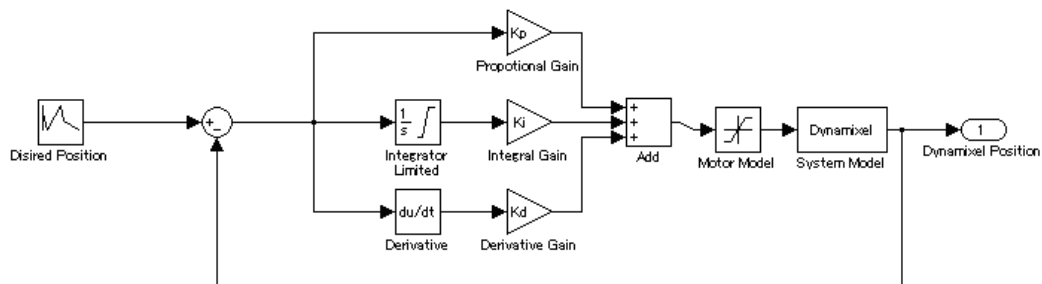 Kp
Propotional Gain
Disired Position
+
-
1
s
Integrator
Limited
Ki
Integral Gain
+
+
+
Add
Motor Model
Dynamixel
System Model
1
Dynamixel Position
du/dt
Derivative
Kd
Derivative Gain